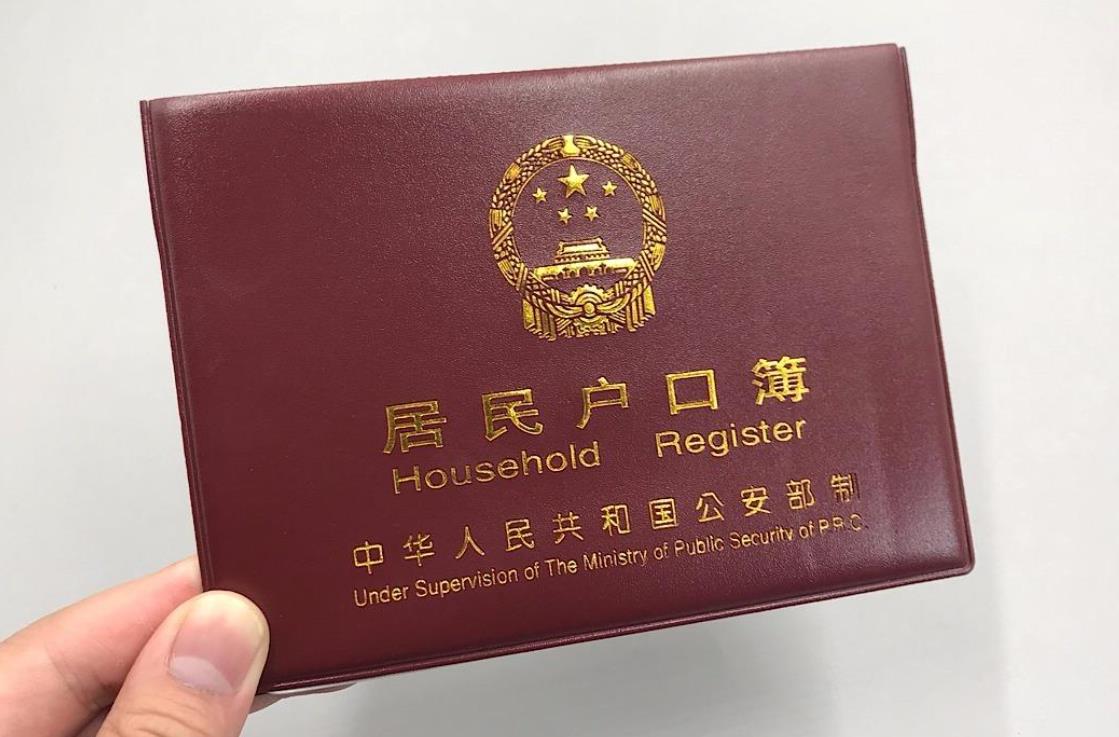 居民户口簿
Household Register
中华人民共和国公安部制
Under Supervision of The Ministry of Public Security of P.R.C.